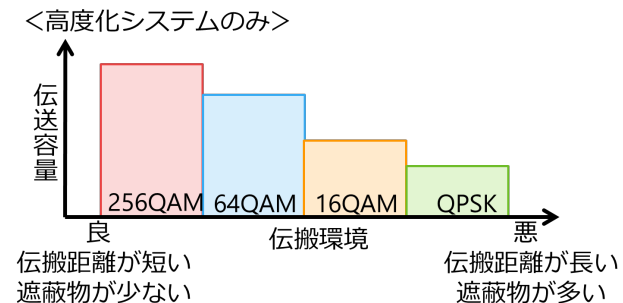 ＜高度化システムのみ＞
伝送容量
256QAM
64QAM
16QAM
QPSK
良
伝搬環境
悪
伝搬距離が短い
遮蔽物が少ない
伝搬距離が長い
遮蔽物が多い